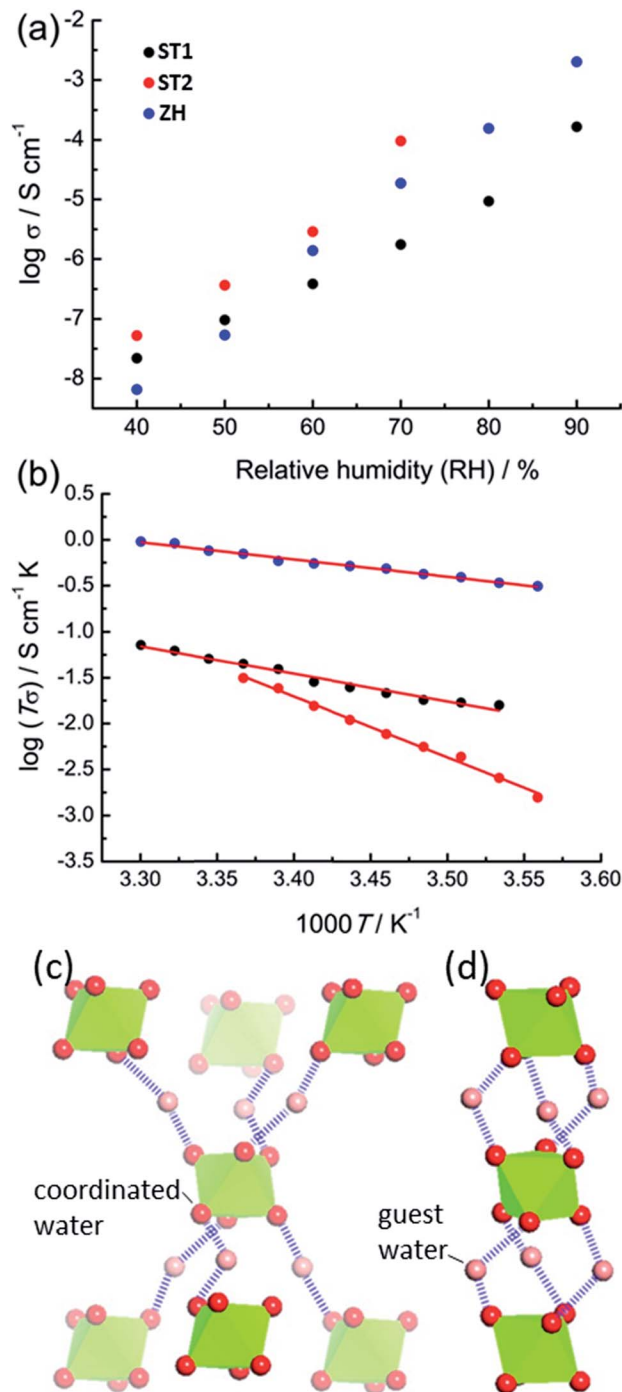 (a)
-2
-3
-4
-5
-6
-7
-8
log σ / S cm⁻¹
ST1
ST2
ZH
40 50 60 70 80 90
Relative humidity (RH) / %
(b)
0.5
0.0
-0.5
-1.0
-1.5
-2.0
-2.5
-3.0
-3.5
log (Tσ) / S cm⁻¹ K
3.30 3.35 3.40 3.45 3.50 3.55 3.60
1000 T / K⁻¹
(c)
coordinated
water
(d)
guest
water